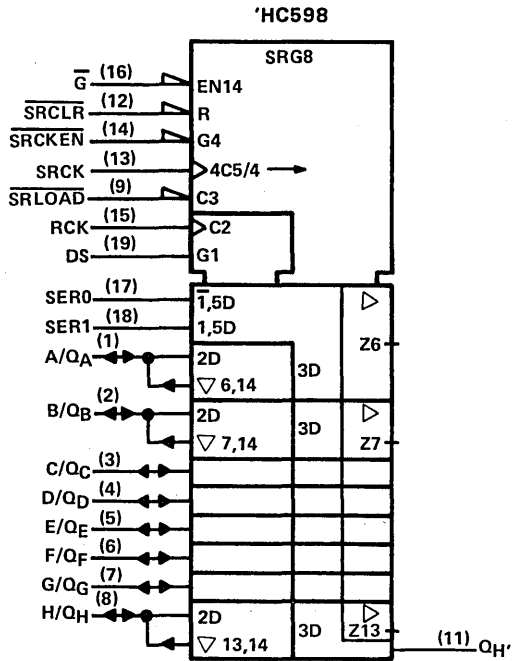 'HC598
SRG8
G̅ (16) EN14
S̅R̅C̅L̅R̅ (12) R
S̅R̅C̅K̅E̅N̅ (14) G4
SRCK (13) 4C5/4
S̅R̅L̅O̅A̅D̅ (9) C3
RCK (15) C2
DS (19) G1
SER0 (17) 1̅,5D
SER1 (18) 1,5D
Z6
A/QA (1) 2D 3D
6,14
B/QB (2) 2D 3D
7,14 Z7
C/QC (3)
D/QD (4)
E/QE (5)
F/QF (6)
G/QG (7)
H/QH (8) 2D 3D
13,14 Z13
(11) QH'